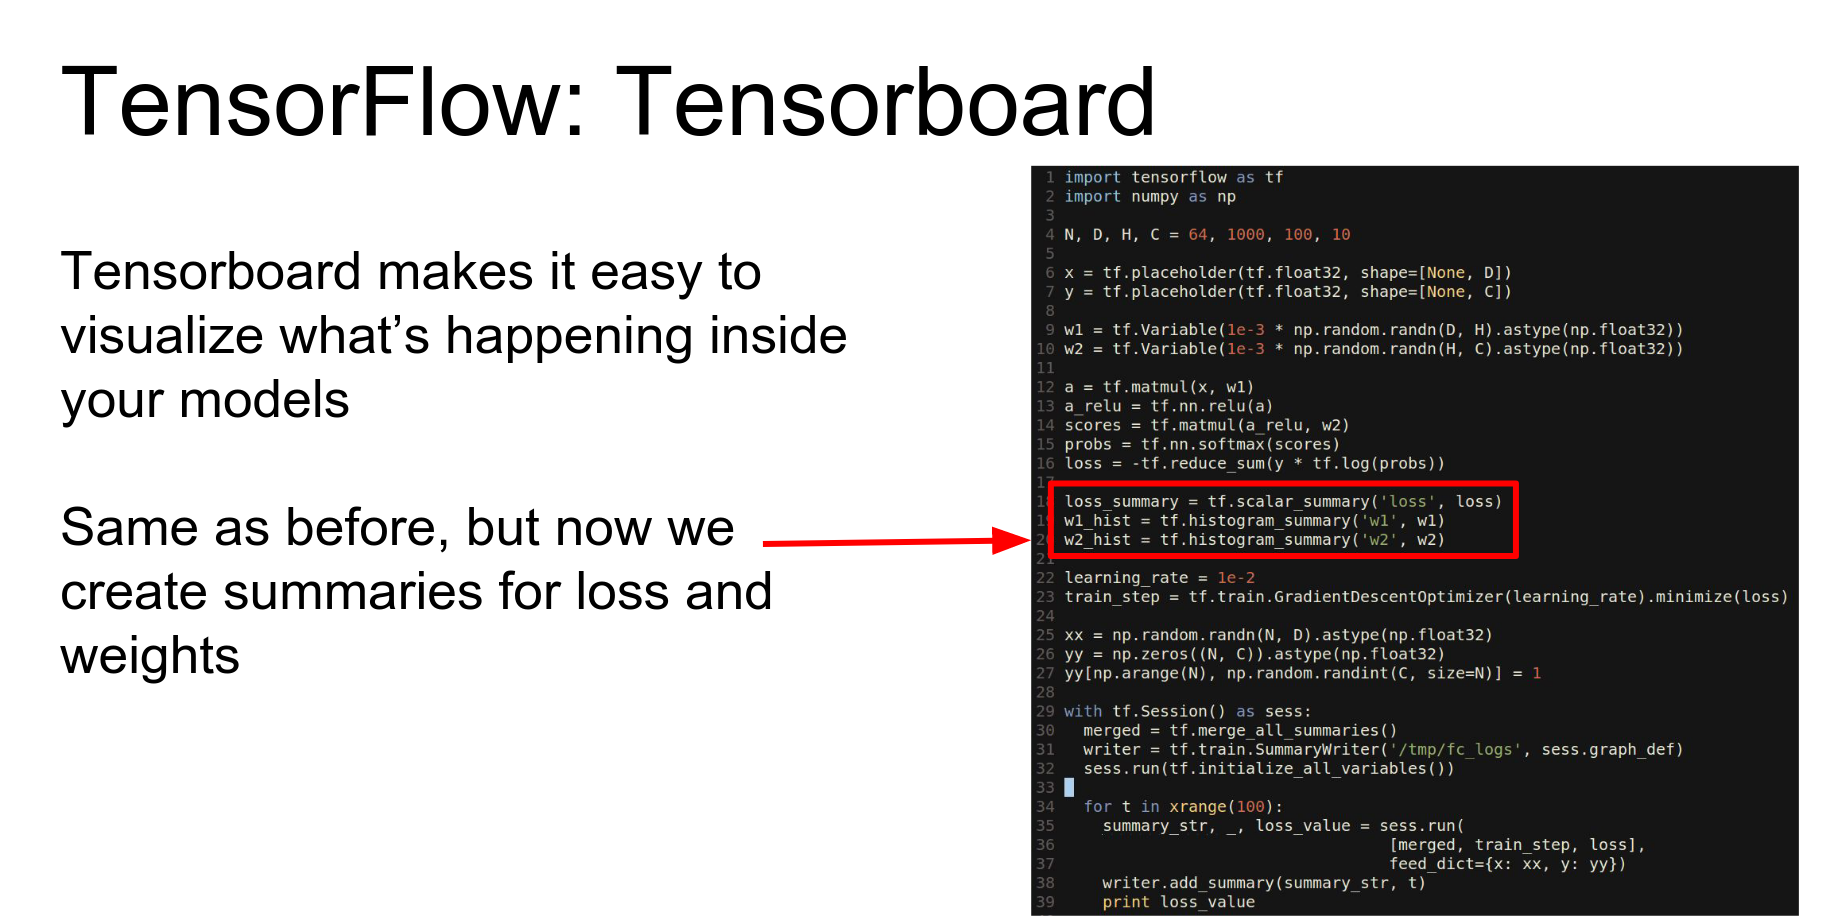 TensorFlow: Tensorboard
Tensorboard makes it easy to
visualize what’s happening inside
your models
Same as before, but now we
create summaries for loss and
weights
1 import tensorflow as tf
2 import numpy as np
3
4 N, D, H, C = 64, 1000, 100, 10
5
6 x = tf.placeholder(tf.float32, shape=[None, D])
7 y = tf.placeholder(tf.float32, shape=[None, C])
8
9 w1 = tf.Variable(1e-3 * np.random.randn(D, H).astype(np.float32))
10 w2 = tf.Variable(1e-3 * np.random.randn(H, C).astype(np.float32))
11
12 a = tf.matmul(x, w1)
13 a_relu = tf.nn.relu(a)
14 scores = tf.matmul(a_relu, w2)
15 probs = tf.nn.softmax(scores)
16 loss = -tf.reduce_sum(y * tf.log(probs))
17
18 loss_summary = tf.scalar_summary('loss', loss)
19 w1_hist = tf.histogram_summary('w1', w1)
20 w2_hist = tf.histogram_summary('w2', w2)
21
22 learning_rate = 1e-2
23 train_step = tf.train.GradientDescentOptimizer(learning_rate).minimize(loss)
24
25 xx = np.random.randn(N, D).astype(np.float32)
26 yy = np.zeros((N, C)).astype(np.float32)
27 yy[np.arange(N), np.random.randint(C, size=N)] = 1
28
29 with tf.Session() as sess:
30   merged = tf.merge_all_summaries()
31   writer = tf.train.SummaryWriter('/tmp/fc_logs', sess.graph_def)
32   sess.run(tf.initialize_all_variables())
33
34   for t in xrange(100):
35     summary_str, _, loss_value = sess.run(
36                                   [merged, train_step, loss],
37                                   feed_dict={x: xx, y: yy})
38     writer.add_summary(summary_str, t)
39     print loss_value